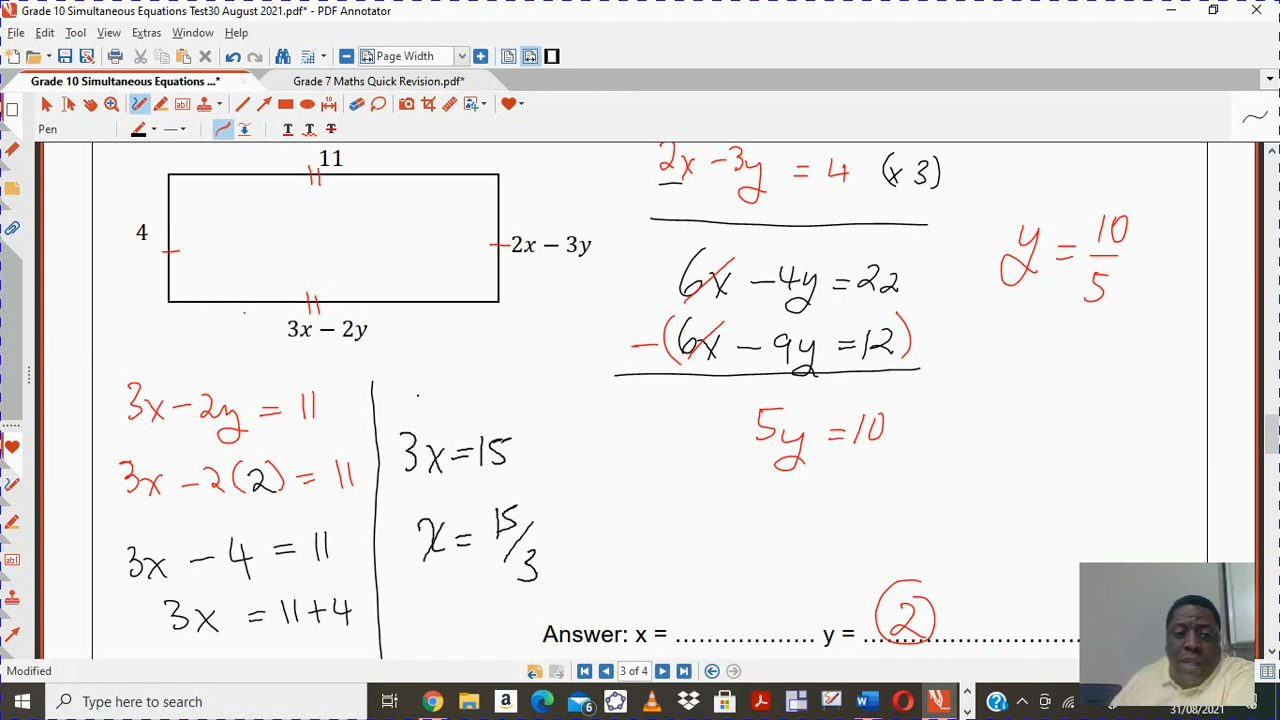 Grade 10 Simultaneous Equations Test30 August 2021.pdf* - PDF Annotator
File Edit Tool View Extras Window Help
Page Width
Grade 10 Simultaneous Equations ...*
Grade 7 Maths Quick Revision.pdf*
Pen
11
4
2x − 3y
3x − 2y
2x − 3y = 4 (x 3)
6x − 4y = 22
− (6x − 9y = 12)
5y = 10
y = 10/5
3x − 2y = 11
3x − 2(2) = 11
3x − 4 = 11
3x = 11 + 4
3x = 15
x = 15/3
Answer: x = ................. y = ...2...........................
Modified
3 of 4
Type here to search
31/08/2021